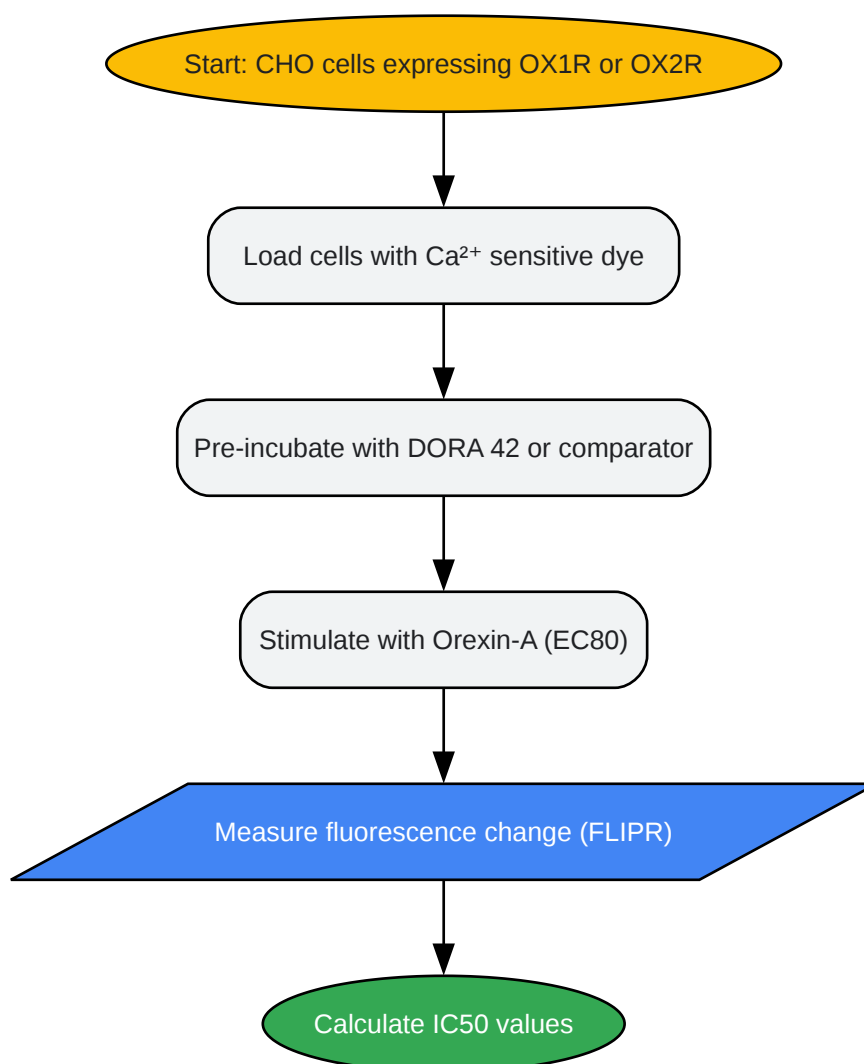 Start: CHO cells expressing OX1R or OX2R
Load cells with Ca²⁺ sensitive dye
Pre-incubate with DORA 42 or comparator
Stimulate with Orexin-A (EC80)
Measure fluorescence change (FLIPR)
Calculate IC50 values